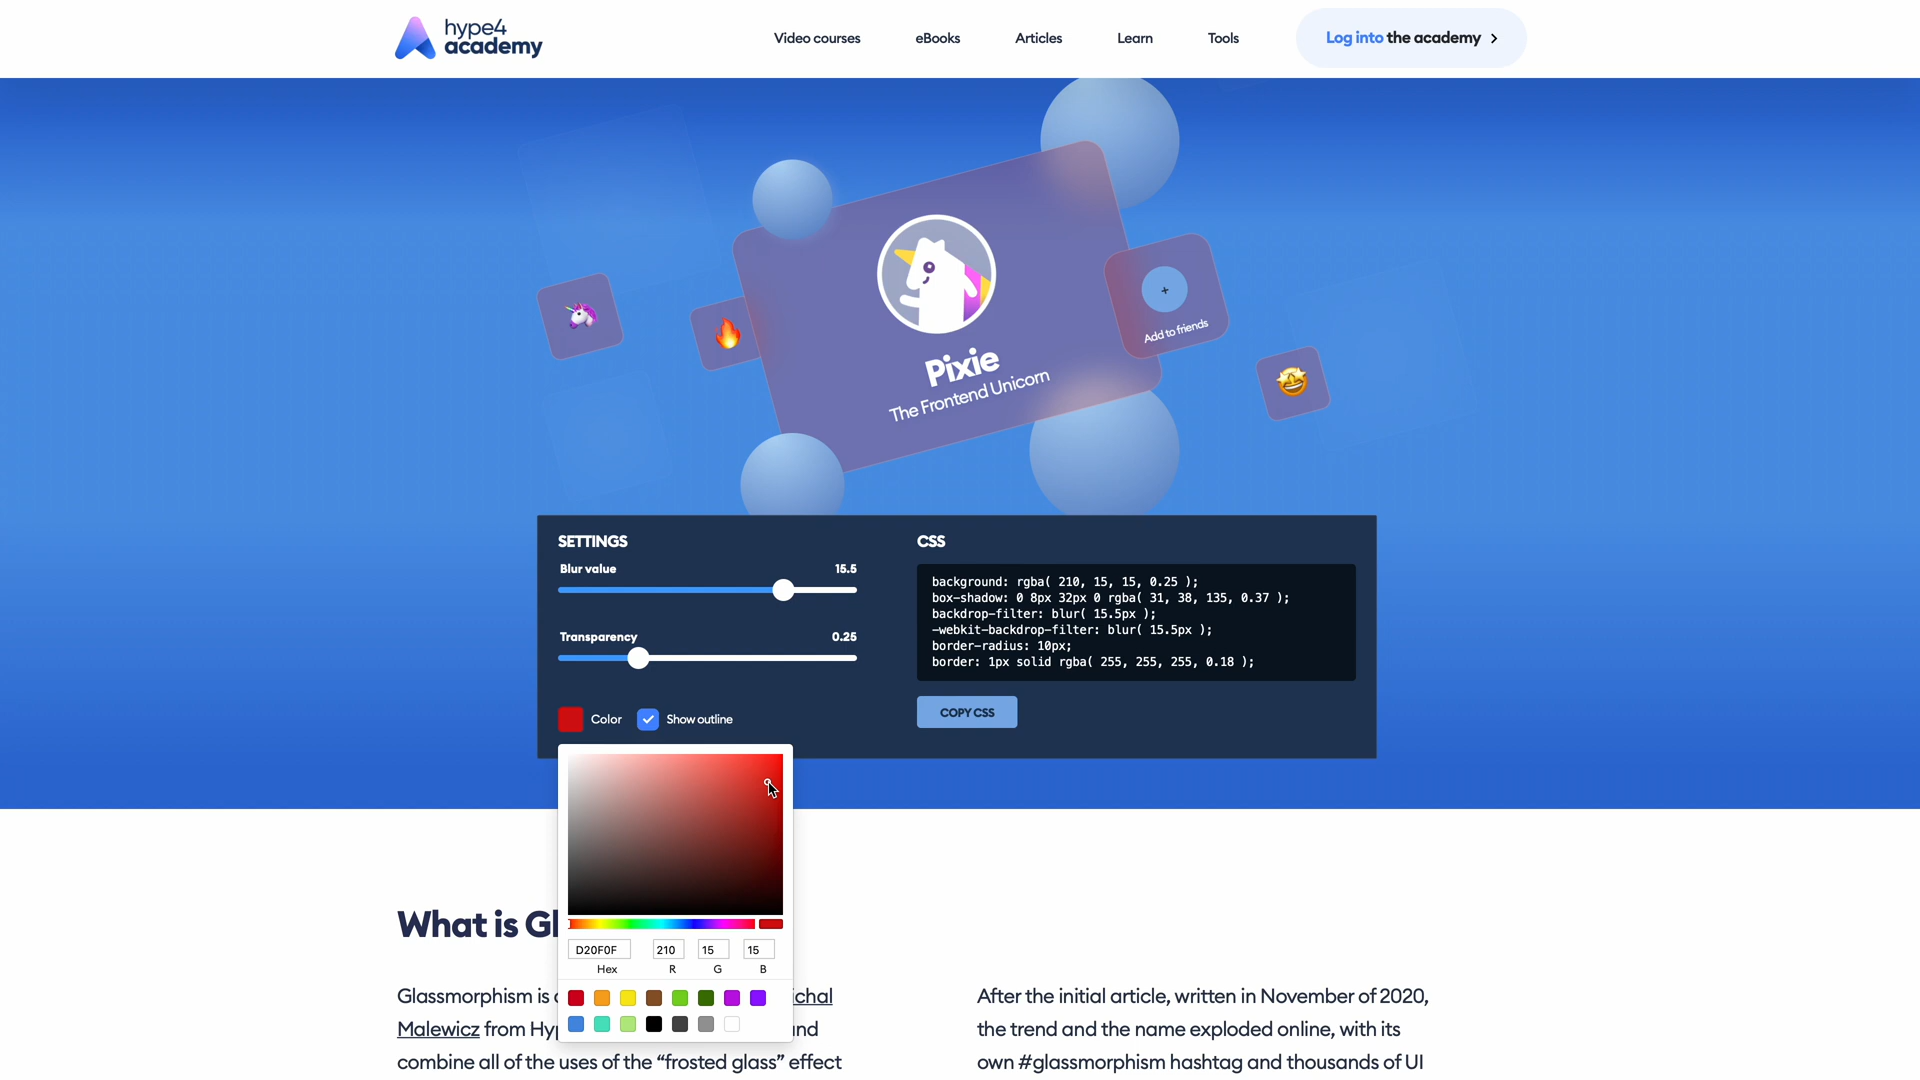 hype4
academy
Video courses
eBooks
Articles
Learn
Tools
Log into the academy
Pixie
The Frontend Unicorn
+
Add to friends
SETTINGS
Blur value
15.5
Transparency
0.25
Color
Show outline
CSS
background: rgba( 210, 15, 15, 0.25 );
box-shadow: 0 8px 32px 0 rgba( 31, 38, 135, 0.37 );
backdrop-filter: blur( 15.5px );
-webkit-backdrop-filter: blur( 15.5px );
border-radius: 10px;
border: 1px solid rgba( 255, 255, 255, 0.18 );
COPY CSS
D20F0F
210
15
15
Hex
R
G
B
What is Gl
Glassmorphism is
chal
Malewicz from Hyp
and
combine all of the uses of the “frosted glass” effect
After the initial article, written in November of 2020,
the trend and the name exploded online, with its
own #glassmorphism hashtag and thousands of UI